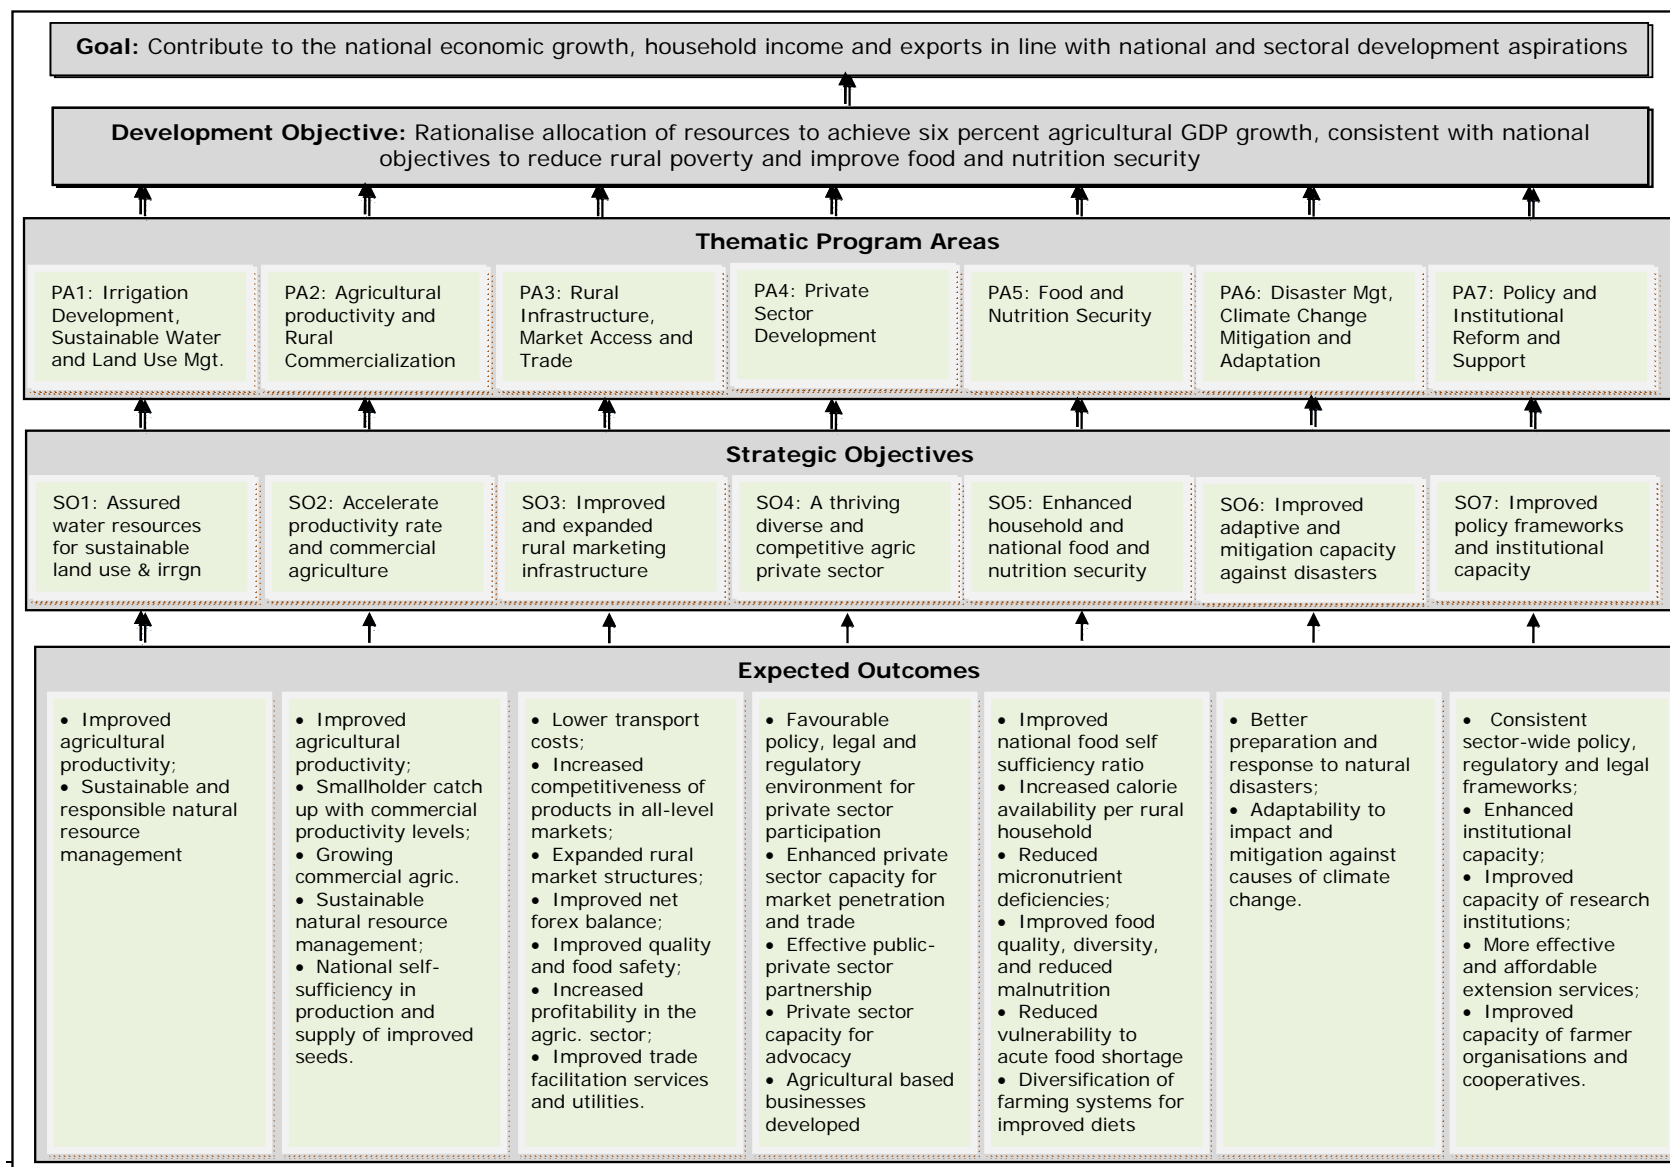 Goal: Contribute to the national economic growth, household income and exports in line with national and sectoral development aspirations
Development Objective: Rationalise allocation of resources to achieve six percent agricultural GDP growth, consistent with national
objectives to reduce rural poverty and improve food and nutrition security
Thematic Program Areas
PA1: Irrigation
Development,
Sustainable Water
and Land Use Mgt.
PA2: Agricultural
productivity and
Rural
Commercialization
PA3: Rural
Infrastructure,
Market Access and
Trade
PA4: Private
Sector
Development
PA5: Food and
Nutrition Security
PA6: Disaster Mgt,
Climate Change
Mitigation and
Adaptation
PA7: Policy and
Institutional
Reform and
Support
Strategic Objectives
SO1: Assured
water resources
for sustainable
land use & irrgn
SO2: Accelerate
productivity rate
and commercial
agriculture
SO3: Improved
and expanded
rural marketing
infrastructure
SO4: A thriving
diverse and
competitive agric
private sector
SO5: Enhanced
household and
national food and
nutrition security
SO6: Improved
adaptive and
mitigation capacity
against disasters
SO7: Improved
policy frameworks
and institutional
capacity
Expected Outcomes
• Improved
agricultural
productivity;
• Sustainable and
responsible natural
resource
management
• Improved
agricultural
productivity;
• Smallholder catch
up with commercial
productivity levels;
• Growing
commercial agric.
• Sustainable
natural resource
management;
• National self-
sufficiency in
production and
supply of improved
seeds.
• Lower transport
costs;
• Increased
competitiveness of
products in all-level
markets;
• Expanded rural
market structures;
• Improved net
forex balance;
• Improved quality
and food safety;
• Increased
profitability in the
agric. sector;
• Improved trade
facilitation services
and utilities.
• Favourable
policy, legal and
regulatory
environment for
private sector
participation
• Enhanced private
sector capacity for
market penetration
and trade
• Effective public-
private sector
partnership
• Private sector
capacity for
advocacy
• Agricultural based
businesses
developed
• Improved
national food self
sufficiency ratio
• Increased calorie
availability per rural
household
• Reduced
micronutrient
deficiencies;
• Improved food
quality, diversity,
and reduced
malnutrition
• Reduced
vulnerability to
acute food shortage
• Diversification of
farming systems for
improved diets
• Better
preparation and
response to natural
disasters;
• Adaptability to
impact and
mitigation against
causes of climate
change.
• Consistent
sector-wide policy,
regulatory and legal
frameworks;
• Enhanced
institutional
capacity;
• Improved
capacity of research
institutions;
• More effective
and affordable
extension services;
• Improved
capacity of farmer
organisations and
cooperatives.